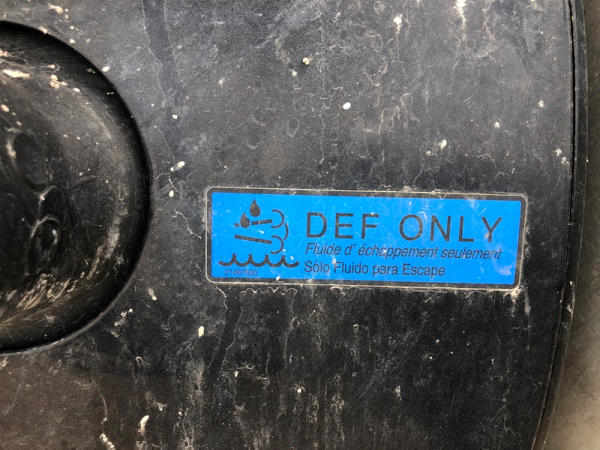 DEF ONLY
Fluide d' échappement seulement
Sólo Fluido para Escape